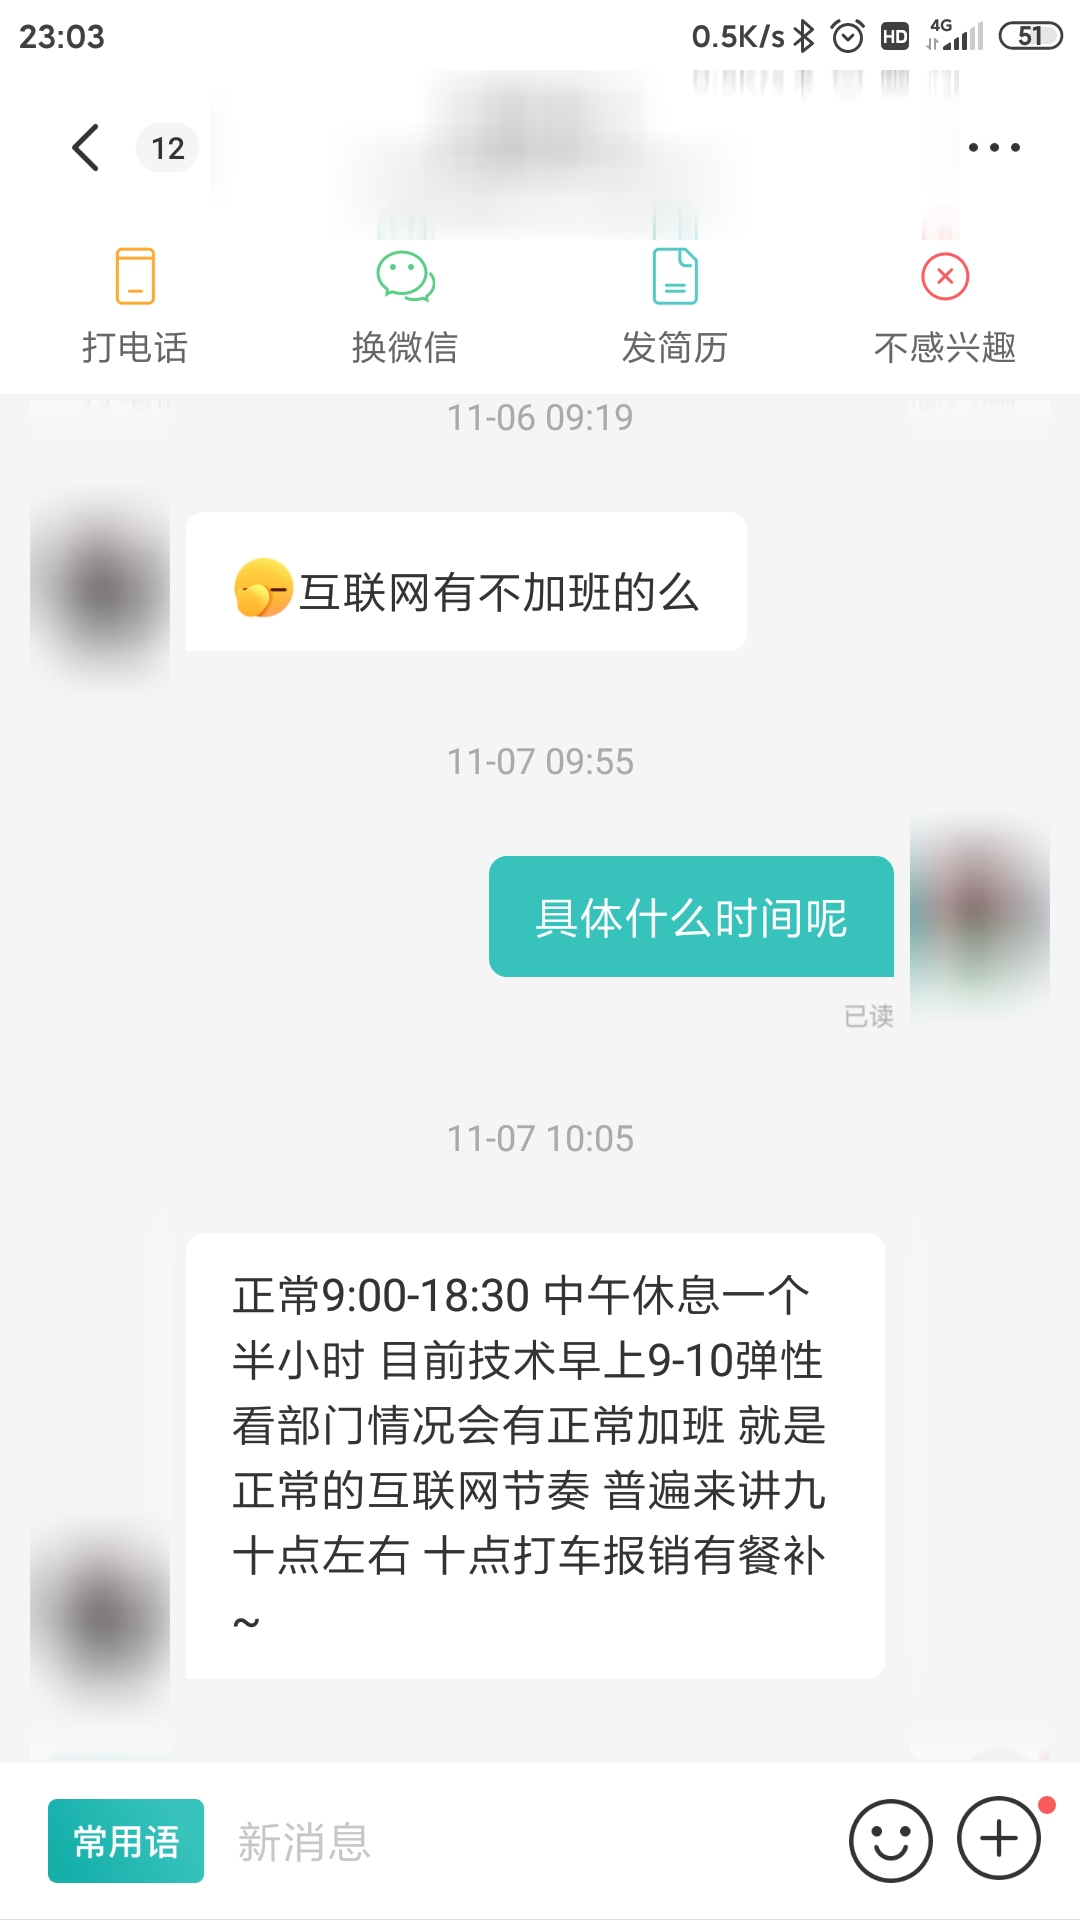 23:03 0.5K/s HD 4G 51
12
打电话 换微信 发简历 不感兴趣
11-06 09:19
互联网有不加班的么
11-07 09:55
具体什么时间呢
已读
11-07 10:05
正常9:00-18:30 中午休息一个
半小时 目前技术早上9-10弹性
看部门情况会有正常加班 就是
正常的互联网节奏 普遍来讲九
十点左右 十点打车报销有餐补
~
常用语 新消息